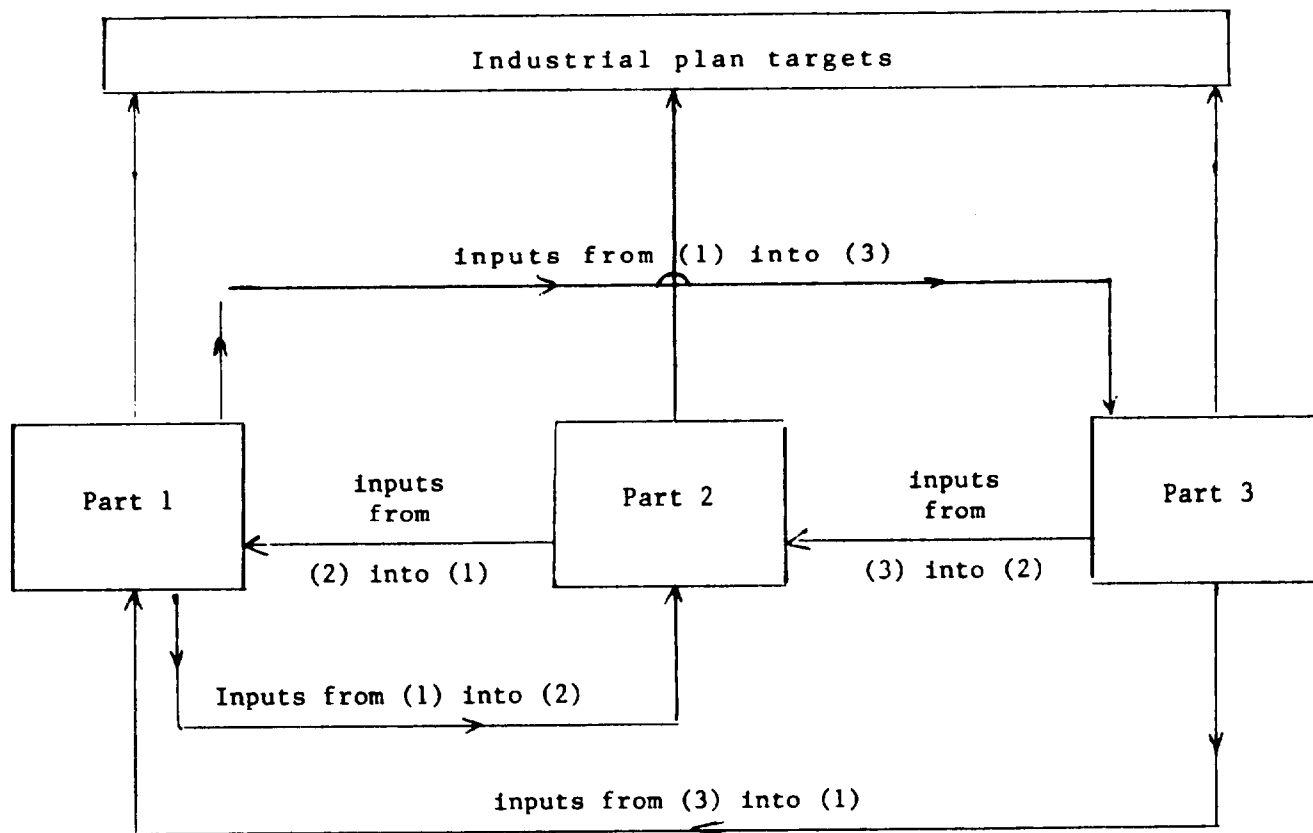 Industrial plan targets
inputs from (1) into (3)
Part 1
inputs
from
(2) into (1)
Part 2
inputs
from
(3) into (2)
Part 3
Inputs from (1) into (2)
inputs from (3) into (1)